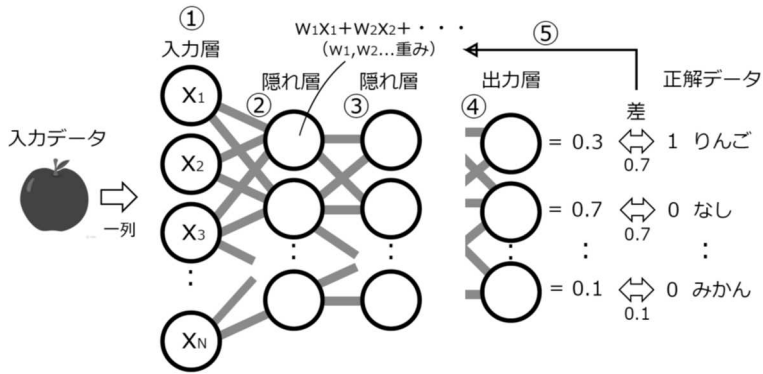 ①
入力層
W1X1+W2X2+・・・
(w1,w2...重み)
⑤
隠れ層
②
隠れ層
③
出力層
④
正解データ
差
入力データ
一列
X1
X2
X3
:
XN
:
:
:
= 0.3
0.7
1 りんご
= 0.7
0.7
0 なし
:
:
= 0.1
0.1
0 みかん